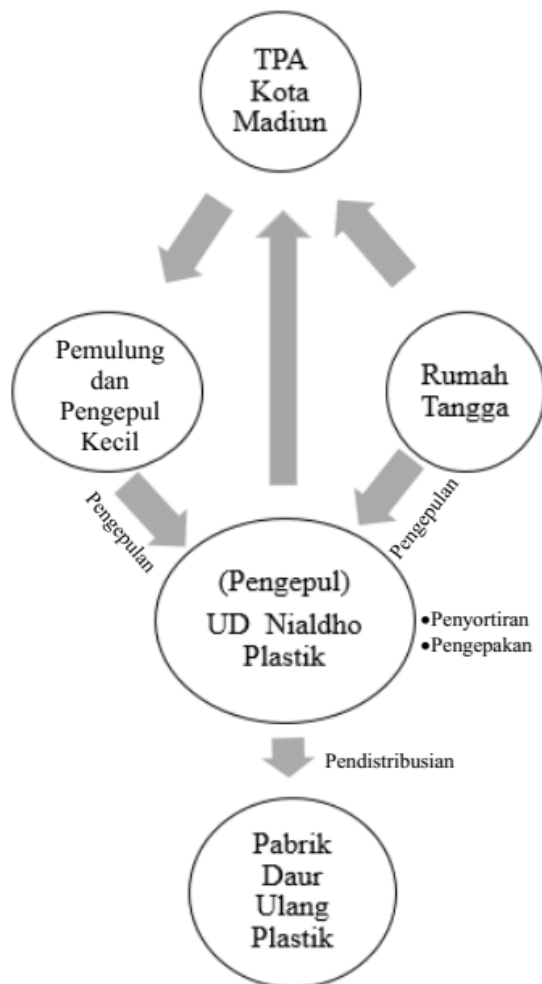 TPA
Kota
Madiun
Pemulung
dan
Pengepul
Kecil
Rumah
Tangga
Pengepulan
Pengepulan
(Pengepul)
UD Nialdho
Plastik
•Penyortiran
•Pengepakan
Pendistribusian
Pabrik
Daur
Ulang
Plastik